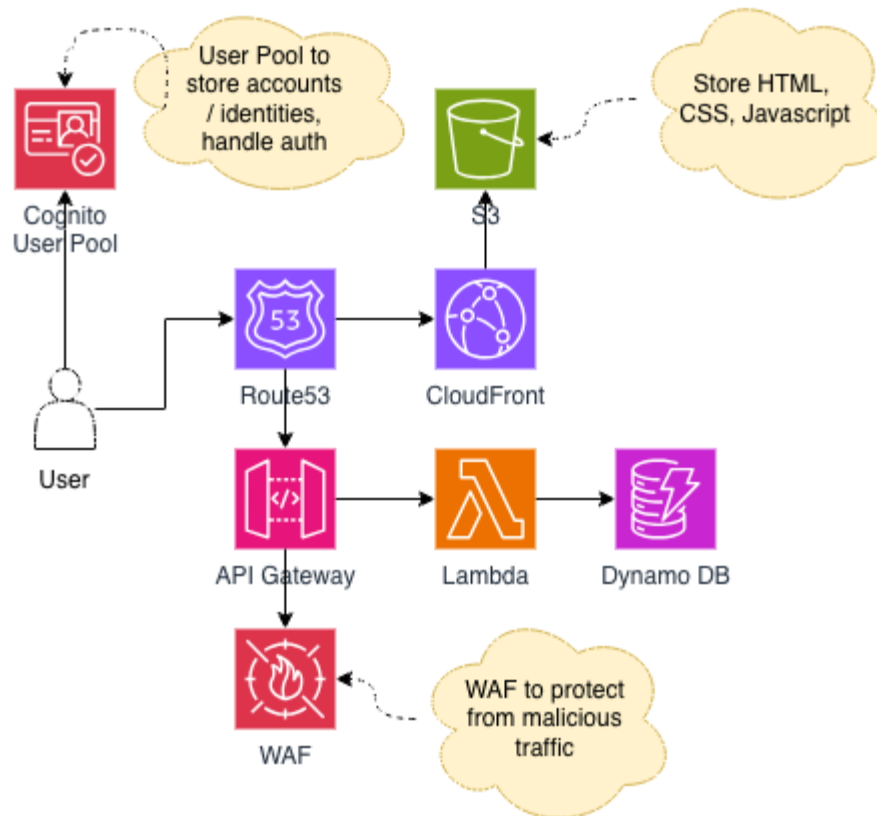 User Pool to
store accounts
/ identities,
handle auth
Store HTML,
CSS, Javascript
Cognito
User Pool
S3
53
Route53
CloudFront
User
</>
API Gateway
Lambda
Dynamo DB
WAF to protect
from malicious
traffic
WAF